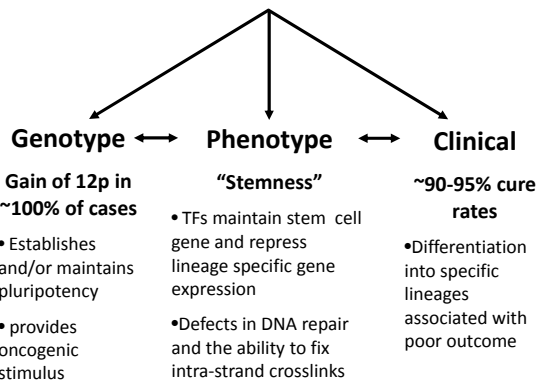 Genotype Phenotype Clinical
Gain of 12p in
~100% of cases
• Establishes
and/or maintains
pluripotency
• provides
oncogenic
stimulus
“Stemness”
• TFs maintain stem cell
gene and repress
lineage specific gene
expression
•Defects in DNA repair
and the ability to fix
intra-strand crosslinks
~90-95% cure
rates
•Differentiation
into specific
lineages
associated with
poor outcome